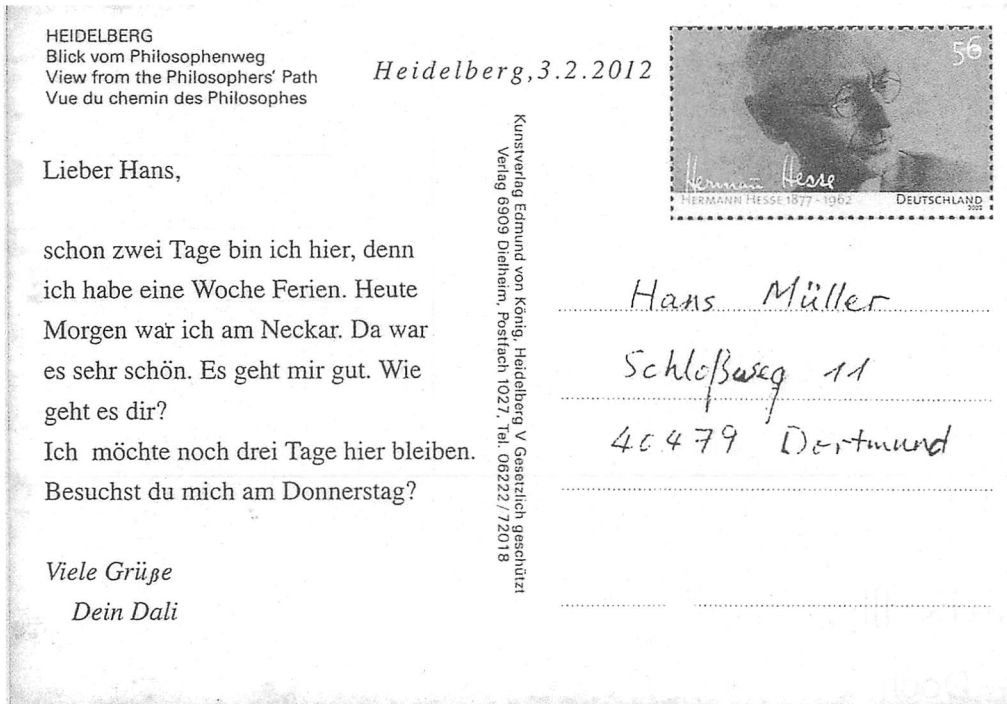 HEIDELBERG
Blick vom Philosophenweg
View from the Philosophers' Path
Vue du chemin des Philosophes
Heidelberg,3.2.2012
56
Hermann Hesse
HERMANN HESSE 1877 - 1962
DEUTSCHLAND
2002
Lieber Hans,
schon zwei Tage bin ich hier, denn
ich habe eine Woche Ferien. Heute
Morgen war ich am Neckar. Da war
es sehr schön. Es geht mir gut. Wie
geht es dir?
Ich möchte noch drei Tage hier bleiben.
Besuchst du mich am Donnerstag?
Viele Grüße
Dein Dali
Kunstverlag Edmund von König, Heidelberg V Gesetzlich geschützt
Verlag 6909 Dielheim, Postfach 1027, Tel. 06222/72018
Hans Müller
Schloßweg 11
40479 Dortmund